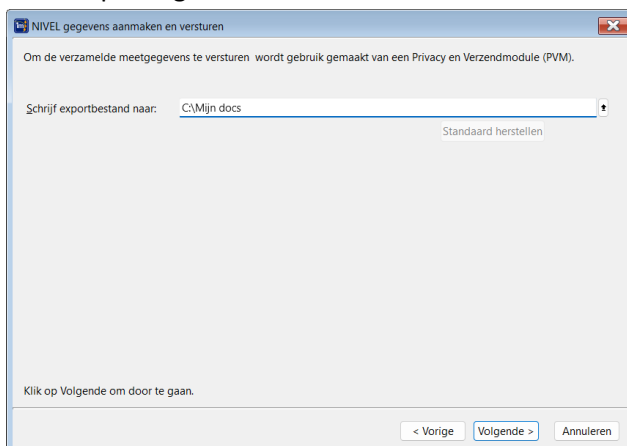 NIVEL gegevens aanmaken en versturen
Om de verzamelde meetgegevens te versturen wordt gebruik gemaakt van een Privacy en Verzendmodule (PVM).
Schrijf exportbestand naar: C:\Mijn docs
Standaard herstellen
Klik op Volgende om door te gaan.
< Vorige Volgende > Annuleren